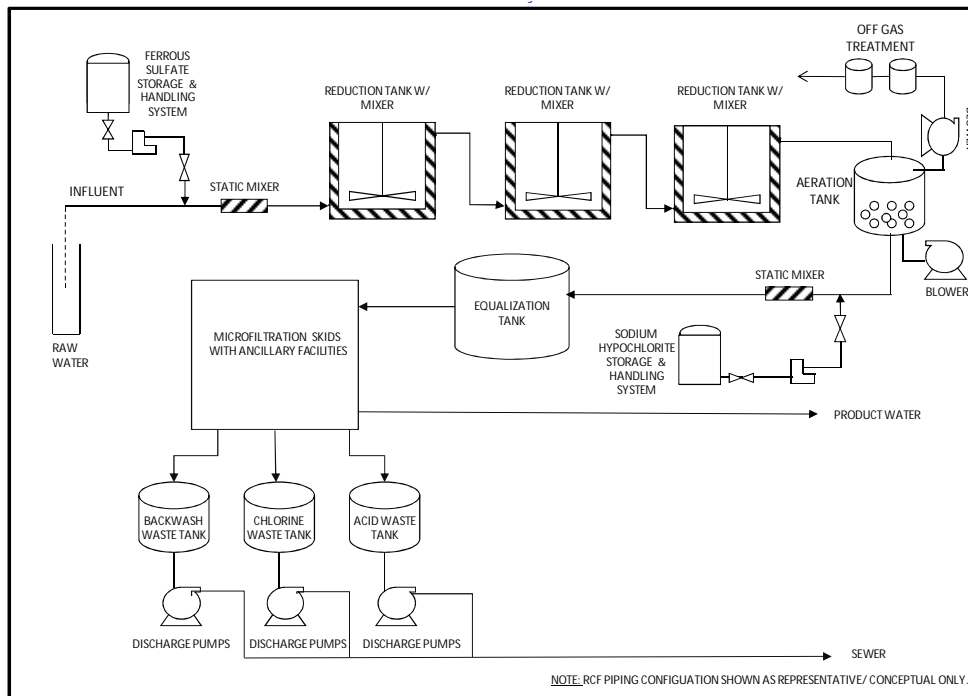 FERROUS
SULFATE
STORAGE &
HANDLING
SYSTEM
REDUCTION TANK W/
MIXER
REDUCTION TANK W/
MIXER
REDUCTION TANK W/
MIXER
OFF GAS
TREATMENT
INFLUENT
STATIC MIXER
AERATION
TANK
BLOWER
RAW
WATER
MICROFILTRATION SKIDS
WITH ANCILLARY FACILITIES
EQUALIZATION
TANK
STATIC MIXER
SODIUM
HYPOCHLORITE
STORAGE &
HANDLING
SYSTEM
PRODUCT WATER
BACKWASH
WASTE TANK
CHLORINE
WASTE TANK
ACID WASTE
TANK
DISCHARGE PUMPS
DISCHARGE PUMPS
DISCHARGE PUMPS
SEWER
NOTE: RCF PIPING CONFIGUATION SHOWN AS REPRESENTATIVE/ CONCEPTUAL ONLY.